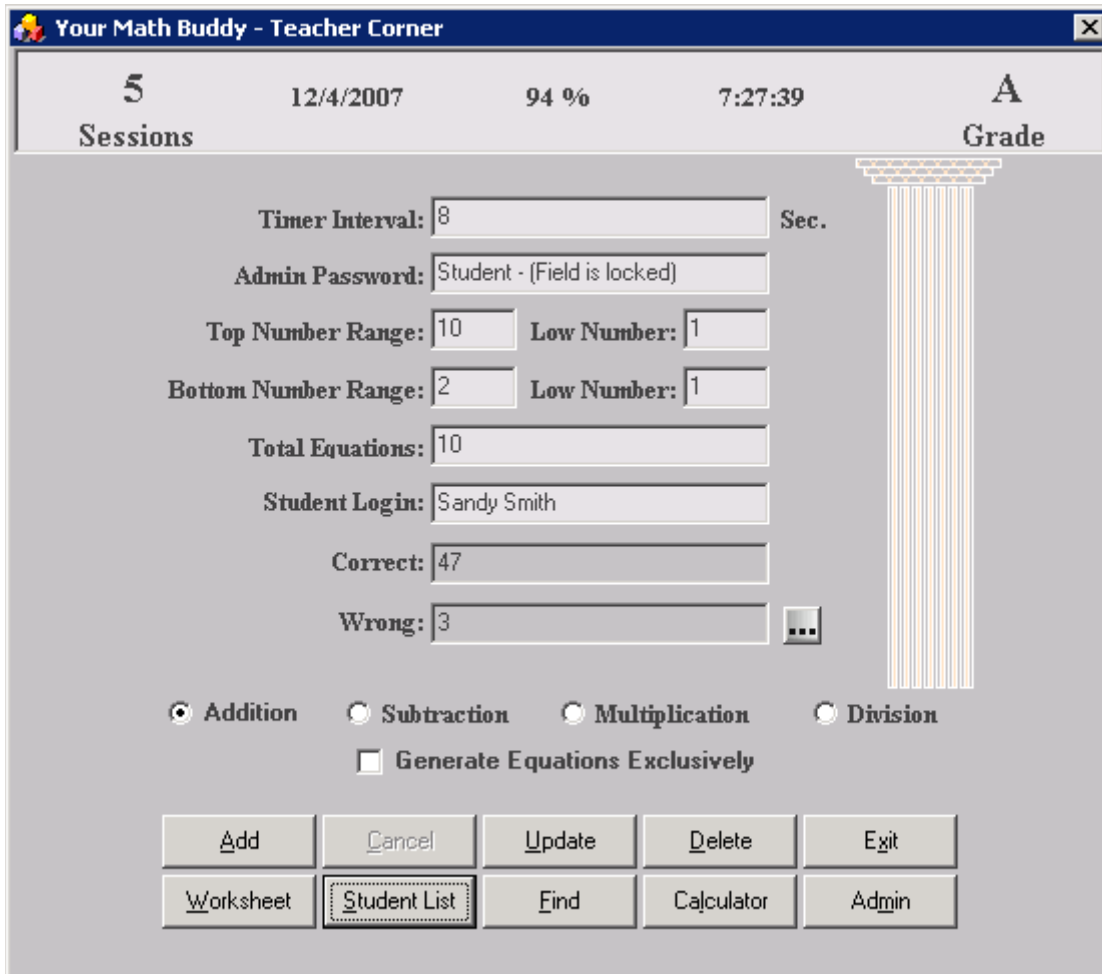 Your Math Buddy - Teacher Corner
5 12/4/2007 94 % 7:27:39 A
Sessions Grade
Timer Interval: 8 Sec.
Admin Password: Student - (Field is locked)
Top Number Range: 10 Low Number: 1
Bottom Number Range: 2 Low Number: 1
Total Equations: 10
Student Login: Sandy Smith
Correct: 47
Wrong: 3 ...
Addition Subtraction Multiplication Division
Generate Equations Exclusively
Add Cancel Update Delete Exit
Worksheet Student List Find Calculator Admin